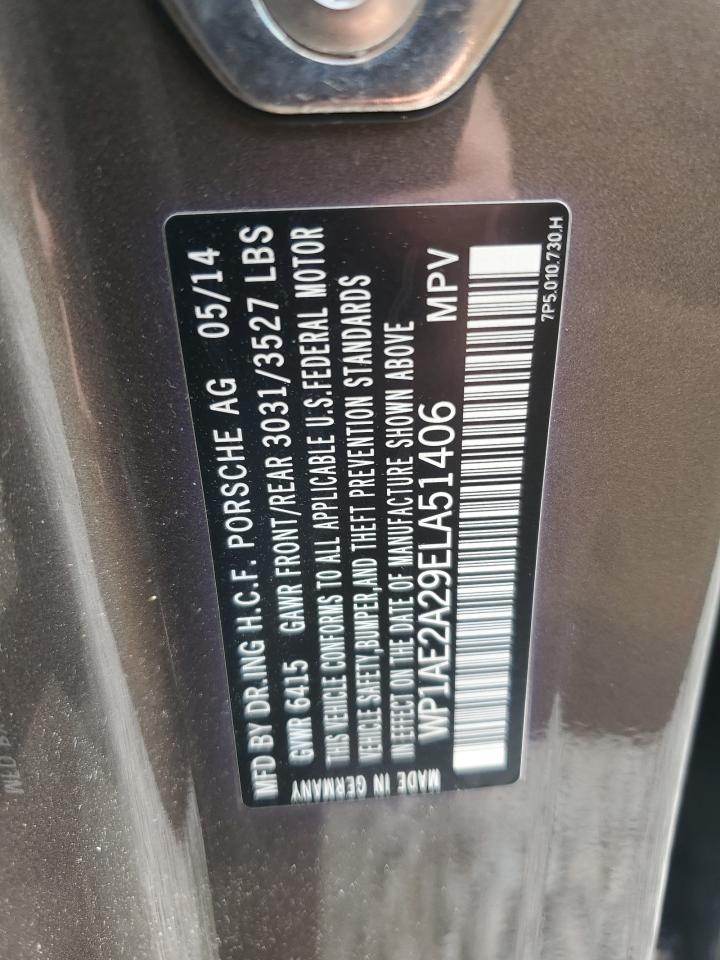 MFD BY DR.ING H.C.F. PORSCHE AG 05/14
GVWR 6415 GAWR FRONT/REAR 3031/3527 LBS
THIS VEHICLE CONFORMS TO ALL APPLICABLE U.S.FEDERAL MOTOR
VEHICLE SAFETY,BUMPER,AND THEFT PREVENTION STANDARDS
IN EFFECT ON THE DATE OF MANUFACTURE SHOWN ABOVE
WP1AE2A29ELA51406 MPV
MADE IN GERMANY
7P5.010.730.H